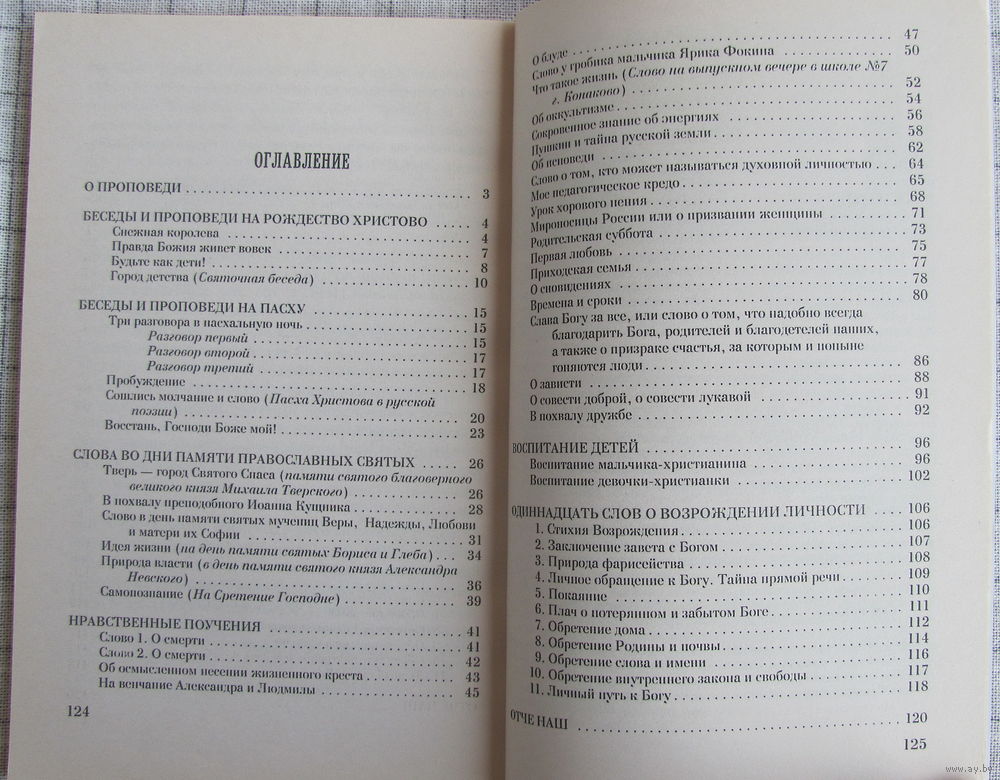 ОГЛАВЛЕНИЕ
О ПРОПОВЕДИ . . . . . . . . . . . . . . . . . . . . 3
БЕСЕДЫ И ПРОПОВЕДИ НА РОЖДЕСТВО ХРИСТОВО . . . . . 4
Снежная королева . . . . . . . . . . . . . . . . . . . . 4
Правда Божия живет вовек . . . . . . . . . . . . . . . . . . . . 7
Будьте как дети! . . . . . . . . . . . . . . . . . . . . 8
Город детства (Святочная беседа) . . . . . . . . . . . . . . . 10
БЕСЕДЫ И ПРОПОВЕДИ НА ПАСХУ . . . . . . . . . . . . . . . 15
Три разговора в пасхальную ночь . . . . . . . . . . . . . . . 15
Разговор первый . . . . . . . . . . . . . . . . . . . . 15
Разговор второй . . . . . . . . . . . . . . . . . . . . 17
Разговор третий . . . . . . . . . . . . . . . . . . . . 17
Пробуждение . . . . . . . . . . . . . . . . . . . . 18
Сошлись молчание и слово (Пасха Христова в русской
поэзии) . . . . . . . . . . . . . . . . . . . . 20
Восстань, Господи Боже мой! . . . . . . . . . . . . . . . 23
СЛОВА ВО ДНИ ПАМЯТИ ПРАВОСЛАВНЫХ СВЯТЫХ . . . . . 26
Тверь — город Святого Спаса (памяти святого благоверного
великого князя Михаила Тверского) . . . . . . . . . . 26
В похвалу преподобного Иоанна Кущника . . . . . . . . . . 28
Слово в день памяти святых мучениц Веры, Надежды, Любови
и матери их Софии . . . . . . . . . . . . . . . 31
Идея жизни (на день памяти святых Бориса и Глеба) . . . 34
Природа власти (в день памяти святого князя Александра
Невского) . . . . . . . . . . . . . . . . . . . . 36
Самопознание (На Сретение Господне) . . . . . . . . . . 39
НРАВСТВЕННЫЕ ПОУЧЕНИЯ . . . . . . . . . . . . . . . 41
Слово 1. О смерти . . . . . . . . . . . . . . . . . . . . 41
Слово 2. О смерти . . . . . . . . . . . . . . . . . . . . 42
Об осмысленном несении жизненного креста . . . . . . . . . . 43
На венчание Александра и Людмилы . . . . . . . . . . . . . . . 45
124
О блуде . . . . . . . . . . . . . . . . . . . . 47
Слово у гробика мальчика Ярика Фокина . . . . . . . . . . 50
Что такое жизнь (Слово на выпускном вечере в школе №7
г. Конаково) . . . . . . . . . . . . . . . . . . . . 52
Об оккультизме . . . . . . . . . . . . . . . . . . . . 54
Сокровенное знание об энергиях . . . . . . . . . . . . . . . 56
Пушкин и тайна русской земли . . . . . . . . . . . . . . . 58
Об исповеди . . . . . . . . . . . . . . . . . . . . 62
Слово о том, кто может называться духовной личностью . . . 64
Мое педагогическое кредо . . . . . . . . . . . . . . . 65
Урок хорового пения . . . . . . . . . . . . . . . . . . . . 68
Мироносицы России или о призвании женщины . . . . . . . . . . 71
Родительская суббота . . . . . . . . . . . . . . . . . . . . 73
Первая любовь . . . . . . . . . . . . . . . . . . . . 75
Приходская семья . . . . . . . . . . . . . . . . . . . . 77
О сновидениях . . . . . . . . . . . . . . . . . . . . 78
Времена и сроки . . . . . . . . . . . . . . . . . . . . 80
Слава Богу за все, или слово о том, что надобно всегда
благодарить Бога, родителей и благодетелей наших,
а также о призраке счастья, за которым и поныне
гоняются люди . . . . . . . . . . . . . . . . . . . . 86
О зависти . . . . . . . . . . . . . . . . . . . . 88
О совести доброй, о совести лукавой . . . . . . . . . . . . . . . 91
В похвалу дружбе . . . . . . . . . . . . . . . . . . . . 92
ВОСПИТАНИЕ ДЕТЕЙ . . . . . . . . . . . . . . . . . . . . 96
Воспитание мальчика-христианина . . . . . . . . . . . . . . . 96
Воспитание девочки-христианки . . . . . . . . . . . . . . . 102
ОДИННАДЦАТЬ СЛОВ О ВОЗРОЖДЕНИИ ЛИЧНОСТИ . . . . 106
1. Стихия Возрождения . . . . . . . . . . . . . . . . . . . . 106
2. Заключение завета с Богом . . . . . . . . . . . . . . . 107
3. Природа фарисейства . . . . . . . . . . . . . . . . . . . . 108
4. Личное обращение к Богу. Тайна прямой речи . . . . . . . . 109
5. Покаяние . . . . . . . . . . . . . . . . . . . . 110
6. Плач о потерянном и забытом Боге . . . . . . . . . . . . . . . 111
7. Обретение дома . . . . . . . . . . . . . . . . . . . . 112
8. Обретение Родины и почвы . . . . . . . . . . . . . . . 114
9. Обретение слова и имени . . . . . . . . . . . . . . . 116
10. Обретение внутреннего закона и свободы . . . . . . . . . . 117
11. Личный путь к Богу . . . . . . . . . . . . . . . . . . . . 118
ОТЧЕ НАШ . . . . . . . . . . . . . . . . . . . . 120
125
www.ay.by